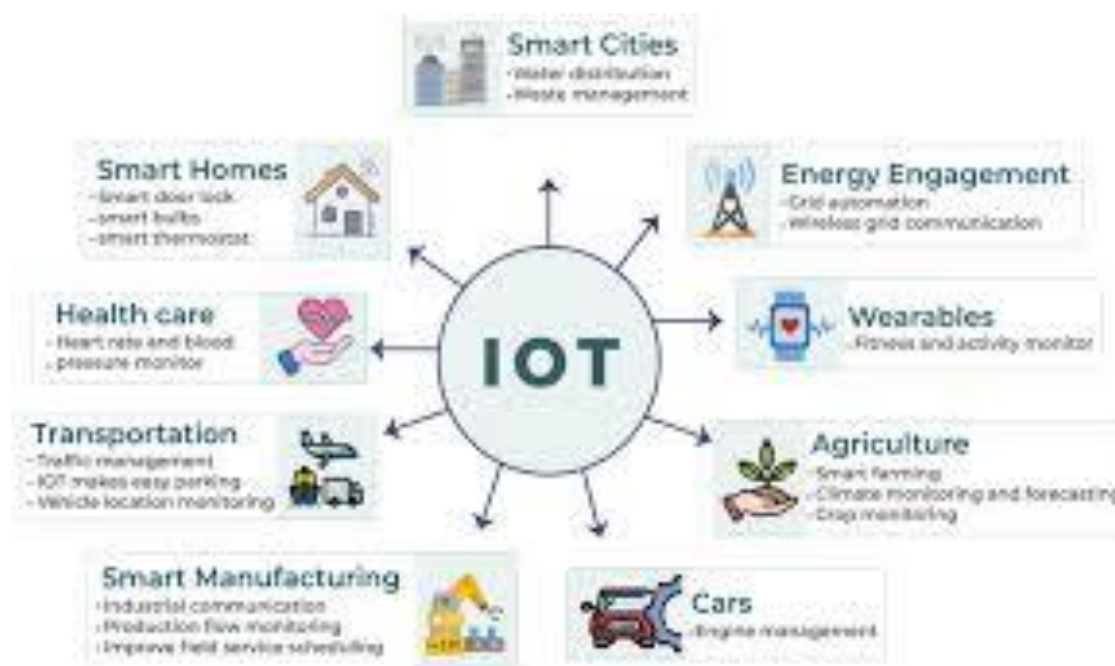 Smart Cities
Water distribution
Waste management
Smart Homes
Smart door lock
smart bulbs
smart thermostat
Energy Engagement
Grid automation
Wireless grid communication
Health care
Heart rate and blood
pressure monitor
Wearables
Fitness and activity monitor
IOT
Transportation
Traffic management
IOT makes easy parking
Vehicle location monitoring
Agriculture
Smart farming
Climate monitoring and forecasting
Crop monitoring
Smart Manufacturing
Industrial communication
Production flow monitoring
Improve field service scheduling
Cars
Engine management